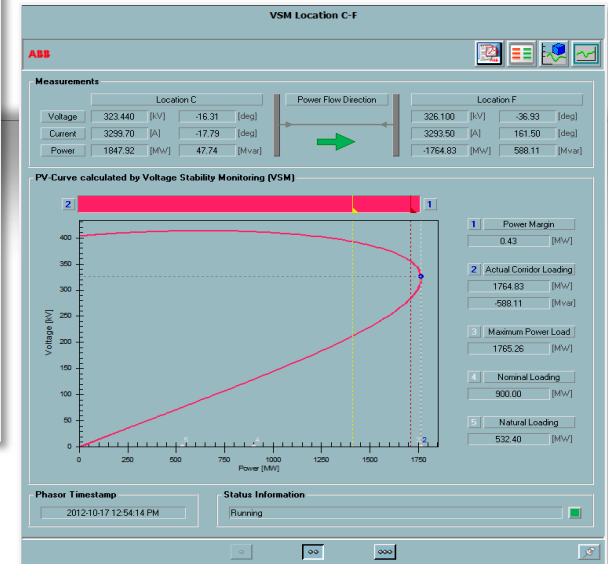 VSM Location C-F
ABB
Measurements
Location C Power Flow Direction Location F
Voltage 323.440 [kV] -16.31 [deg] 326.100 [kV] -36.93 [deg]
Current 3299.70 [A] -17.79 [deg] 3293.50 [A] 161.50 [deg]
Power 1847.92 [MW] 47.74 [Mvar] -1764.83 [MW] 588.11 [Mvar]
PV-Curve calculated by Voltage Stability Monitoring (VSM)
2 1
1 Power Margin
0.43 [MW]
2 Actual Corridor Loading
1764.83 [MW]
-588.11 [Mvar]
3 Maximum Power Load
1765.26 [MW]
4 Nominal Loading
900.00 [MW]
5 Natural Loading
532.40 [MW]
Voltage [kV]
400
350
300
250
200
150
100
50
0
5 4 3 2
0 250 500 750 1000 1250 1500 1750
Power [MW]
Phasor Timestamp
2012-10-17 12:54:14 PM
Status Information
Running